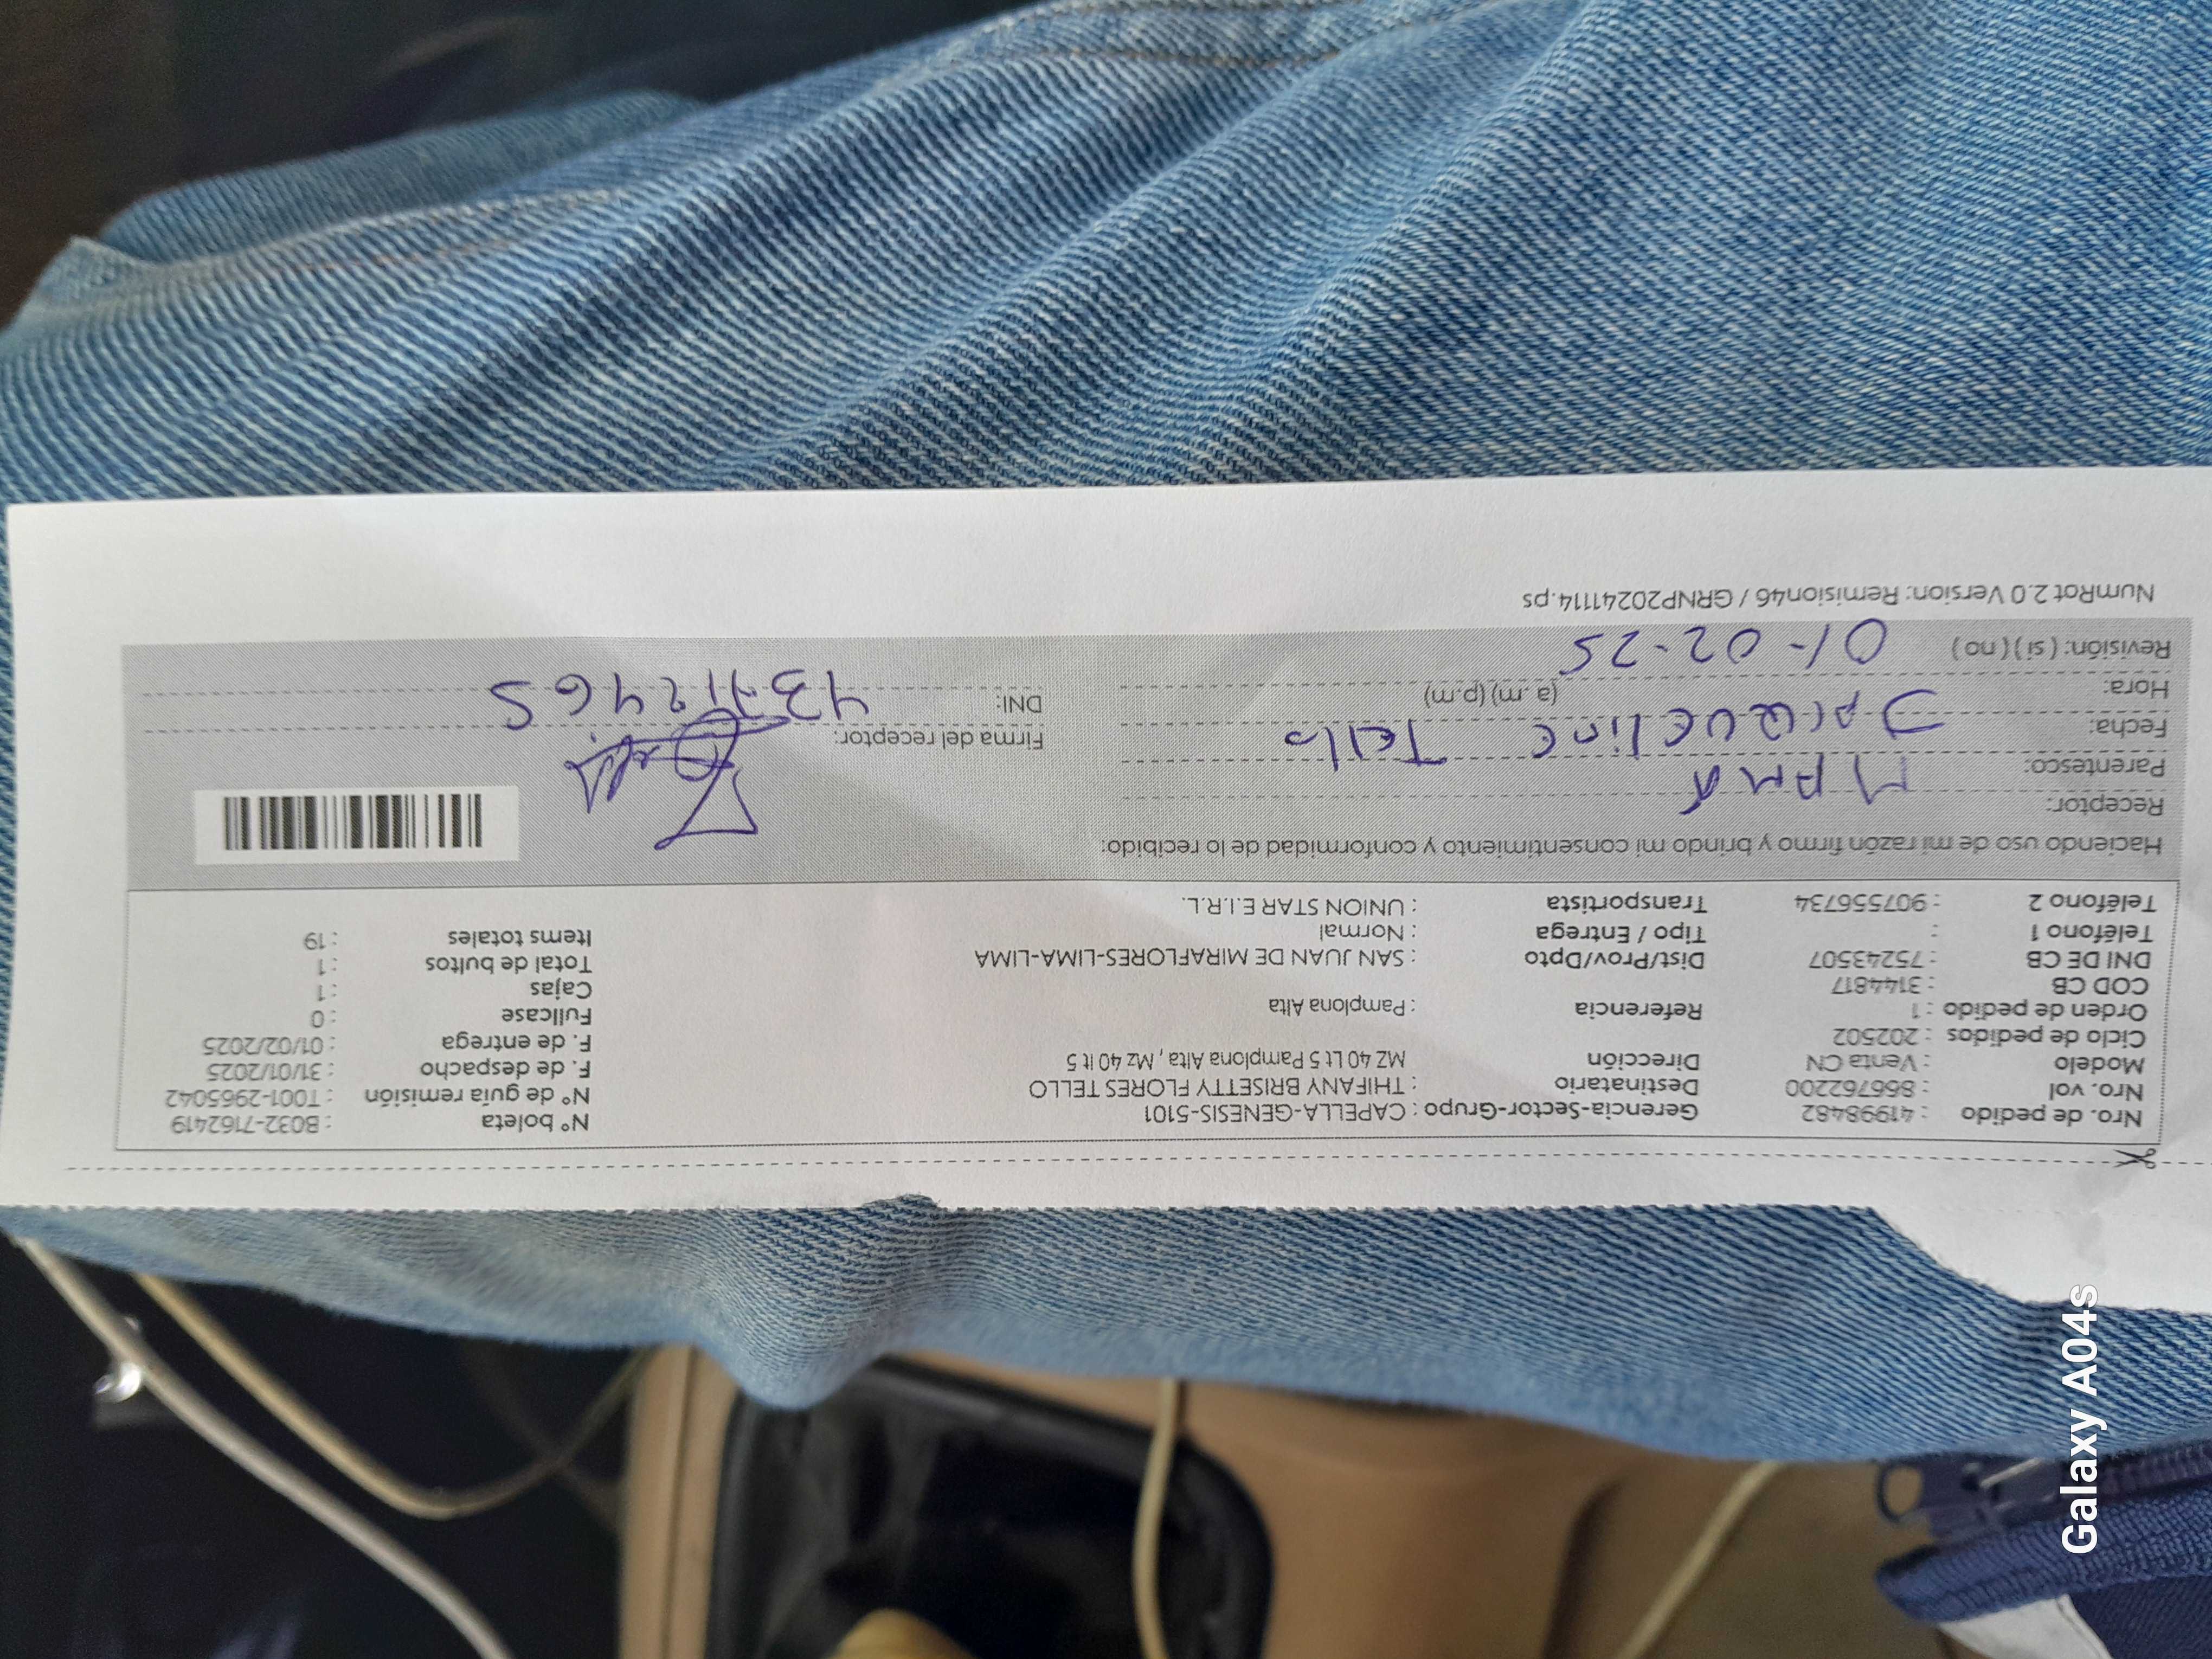 Nro. de pedido : 41998482 Gerencia-Sector-Grupo : CAPELLA-GENESIS-5101 N° boleta : B032-7162419
Nro. vol : 866762200 Destinatario : THIFANY BRISETTY FLORES TELLO N° de guía remisión : T001-2965042
Modelo : Venta CN Dirección MZ 40 Lt 5 Pamplona Alta , Mz 40 lt 5 F. de despacho : 31/01/2025
Ciclo de pedidos : 202502 F. de entrega : 01/02/2025
Orden de pedido : 1 Referencia : Pamplona Alta Fullcase : 0
COD CB : 3144817 Cajas : 1
DNI DE CB : 75243507 Dist/Prov/Dpto : SAN JUAN DE MIRAFLORES-LIMA-LIMA Total de bultos : 1
Teléfono 1 : Tipo / Entrega : Normal Items totales : 19
Teléfono 2 : 907556734 Transportista : UNION STAR E.I.R.L.
Haciendo uso de mi razón firmo y brindo mi consentimiento y conformidad de lo recibido:
Receptor:
Parentesco: MAMÁ
Fecha: JACQUELINE Tello Firma del receptor:
Hora: (a.m) (p.m) DNI: 437112465
Revisión: ( si ) ( no ) 01-02-25
NumRot 2.0 Version: Remision46 / GRNP20241114.ps
Galaxy A04s